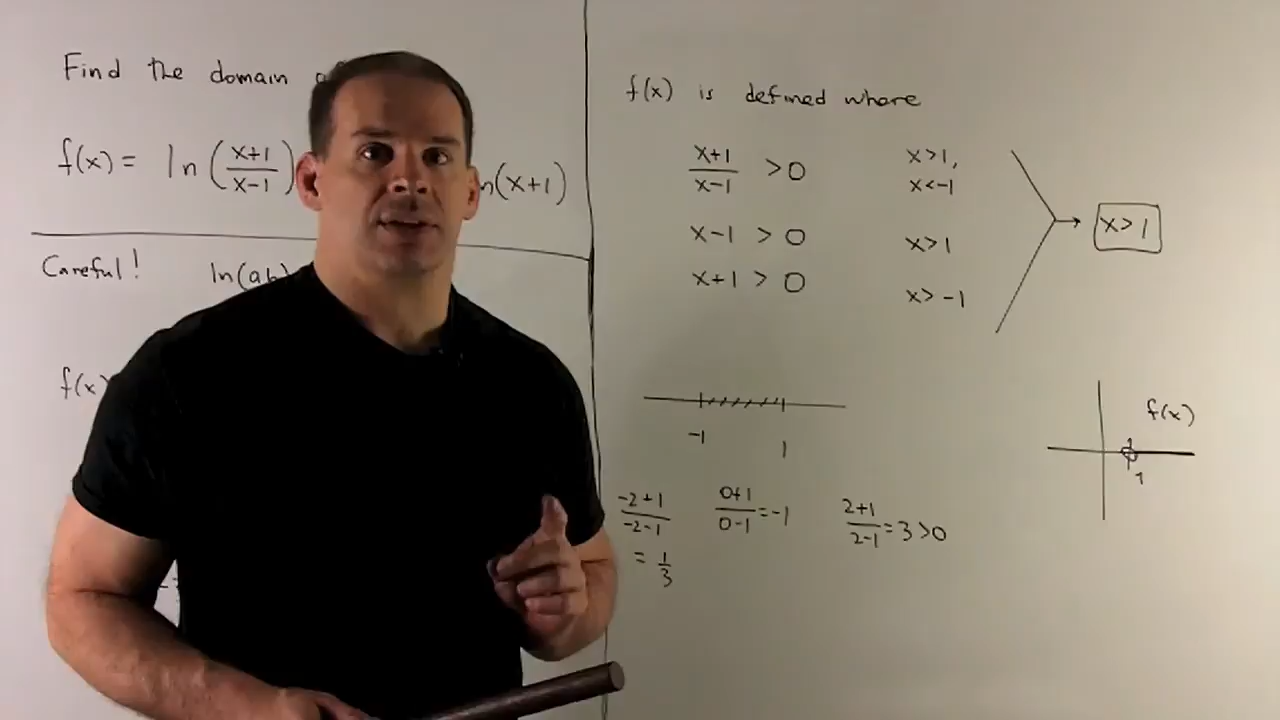 Find the domain
f(x) = ln(x+1/x-1) n(x+1)
Careful! ln(ab)
f(x)
f(x) is defined where
x+1/x-1 > 0
x-1 > 0
x+1 > 0
x>1,
x<-1
x>1
x>-1
x>1
-1 1
-2+1/-2-1
= 1/3
0+1/0-1 = -1
2+1/2-1 = 3 > 0
f(x)
1